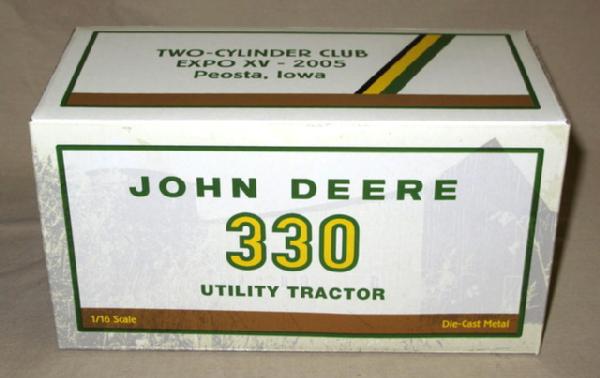 TWO-CYLINDER CLUB
EXPO XV - 2005
Peosta, Iowa
JOHN DEERE
330
UTILITY TRACTOR
1/16 Scale
Die-Cast Metal